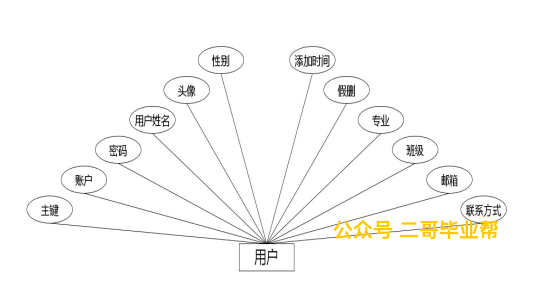 性别
添加时间
头像
假删
用户姓名
专业
密码
班级
账户
邮箱
主键
联系方式
公众号 二哥毕业帮
用户